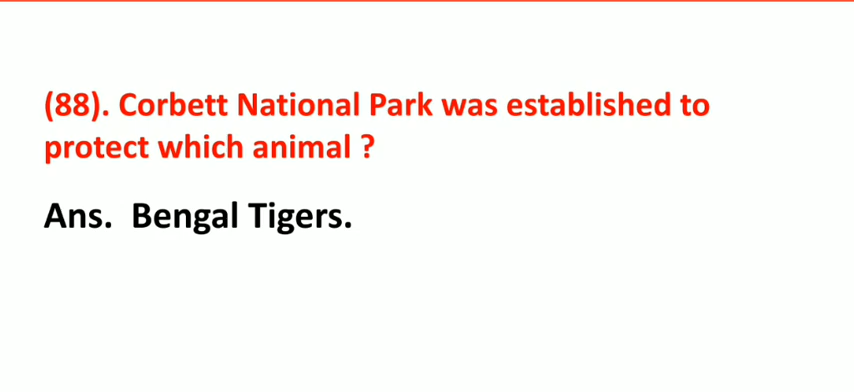 (88). Corbett National Park was established to
protect which animal ?
Ans.  Bengal Tigers.